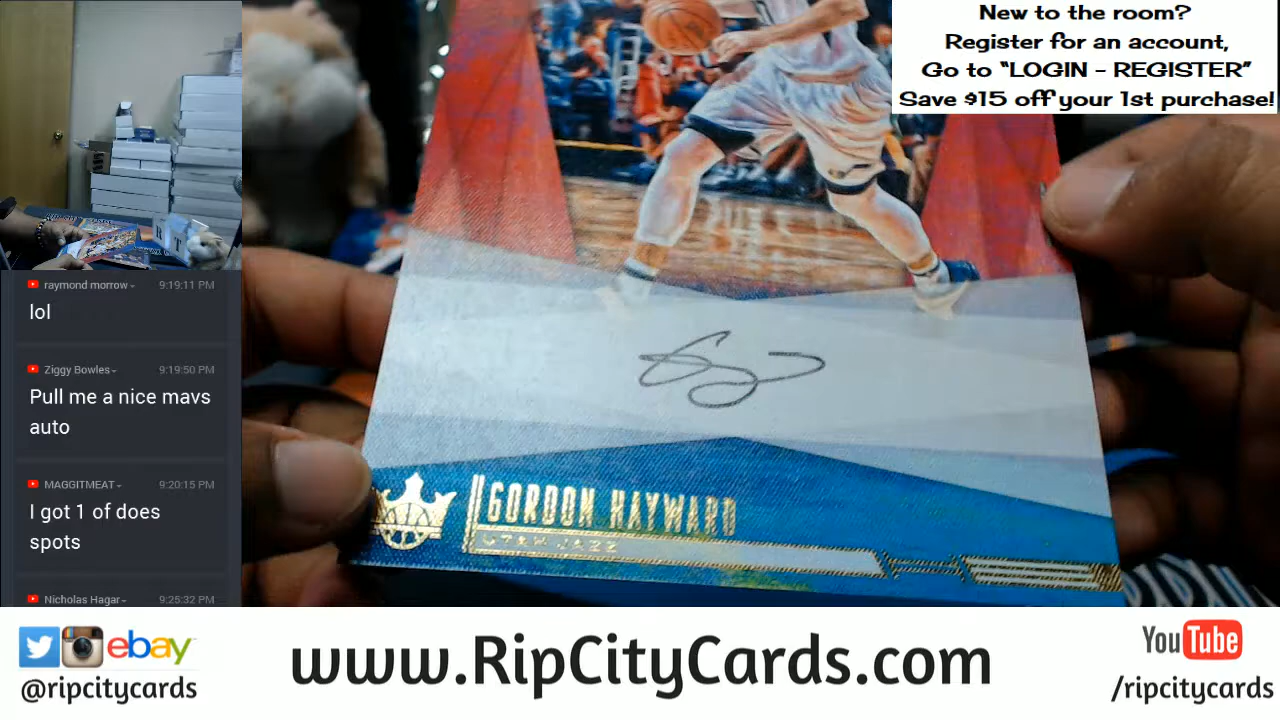 New to the room?
Register for an account,
Go to “LOGIN - REGISTER”
Save $15 off your 1st purchase!
raymond morrow
9:19:11 PM
lol
Ziggy Bowles
9:19:50 PM
Pull me a nice mavs
auto
MAGGITMEAT
9:20:15 PM
I got 1 of does
spots
Nicholas Hagar
9:25:32 PM
GORDON HAYWARD
UTAH JAZZ
ebay
@ripcitycards
www.RipCityCards.com
YouTube
/ripcitycards